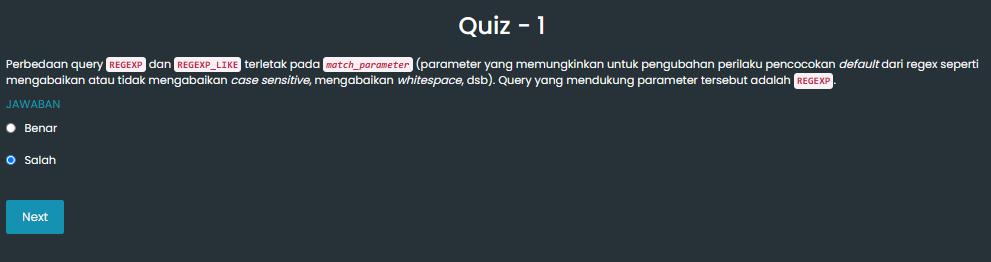 Quiz - 1
Perbedaan query REGEXP dan REGEXP_LIKE terletak pada match_parameter (parameter yang memungkinkan untuk pengubahan perilaku pencocokan default dari regex seperti
mengabaikan atau tidak mengabaikan case sensitive, mengabaikan whitespace, dsb). Query yang mendukung parameter tersebut adalah REGEXP.
JAWABAN
Benar
Salah
Next